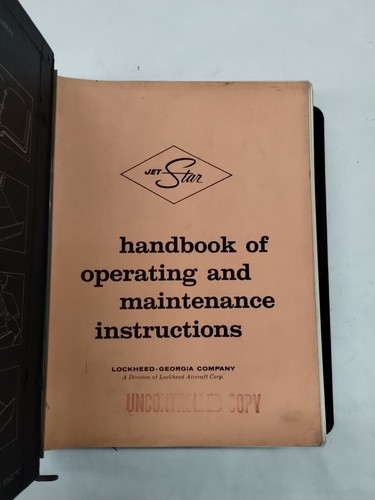 JET Star
handbook of
operating and
maintenance
instructions
LOCKHEED-GEORGIA COMPANY
A Division of Lockheed Aircraft Corp.
UNCONTROLLED COPY